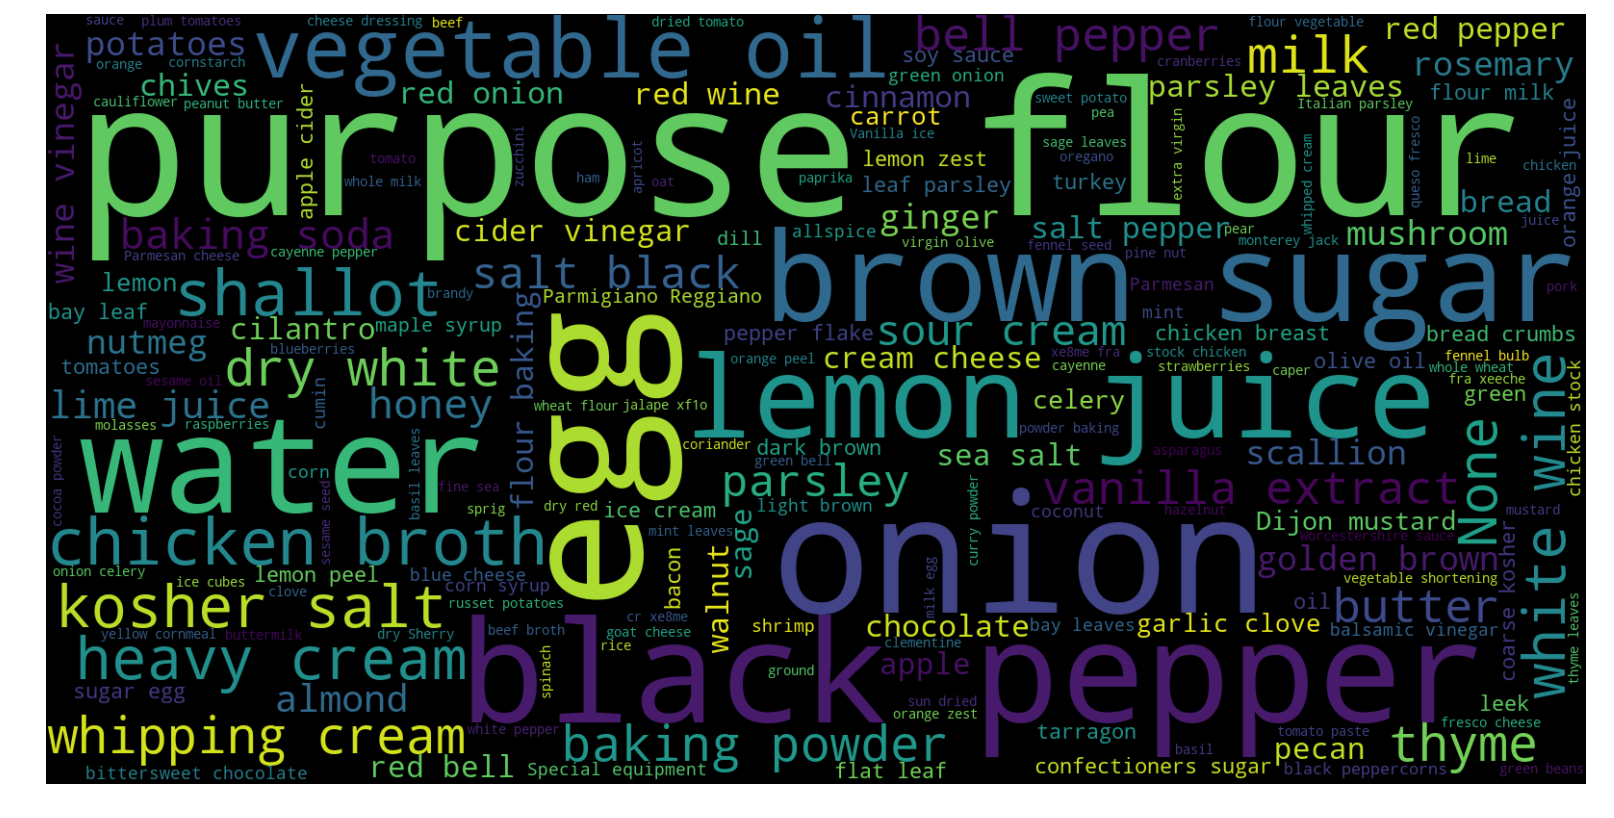 sauce
plum tomatoes
cheese dressing
beef
dried tomato
flour vegetable
potatoes
vegetable oil
bell pepper
red pepper
orange
cornstarch
soy sauce
milk
cranberries
rosemary
chives
green onion
red onion
red wine
cinnamon
parsley leaves
flour milk
wine vinegar
cauliflower
peanut butter
purpose flour
carrot
sweet potato
pea
Italian parsley
orange juice
apple cider
Vanilla ice
sage leaves
extra virgin
queso fresco
tomato
zucchini
lemon zest
oregano
whipped cream
lime
chicken
whole milk
ham
apricot
oat
paprika
leaf parsley
turkey
bread
baking soda
cider vinegar
dill
allspice
ginger
salt pepper
pear
mushroom
juice
Parmesan cheese
cayenne pepper
virgin olive
fennel seed
pine nut
monterey jack
lemon
shallot
brandy
salt black
brown sugar
Parmesan
pork
bay leaf
mayonnaise
cilantro
maple syrup
flour baking
Parmigiano Reggiano
mint
nutmeg
blueberries
egg
pepper flake
sour cream
chicken breast
bread crumbs
tomatoes
dry white
orange peel
cream cheese
xe8me fra
cayenne
stock chicken
strawberries
olive oil
fennel bulb
caper
whole wheat
sesame oil
cumin
lemon juice
fra xeeche
green
lime juice
honey
wheat flour
jalape xf1o
celery
None
white wine
chicken stock
molasses
raspberries
powder baking
water
basil leaves
coriander
dark brown
sea salt
asparagus
scallion
cocoa powder
corn
green bell
sesame seed
fine sea
parsley
vanilla extract
sprig
dry red
ice cream
light brown
coconut
hazelnut
Dijon mustard
mustard
chicken broth
mint leaves
sage
onion
curry powder
worcestershire sauce
golden brown
coarse kosher
onion celery
ice cubes
lemon peel
blue cheese
bacon
walnut
milk egg
vegetable shortening
clove
corn syrup
kosher salt
russet potatoes
cr xe8me
oil
butter
thyme leaves
yellow cornmeal
buttermilk
dry Sherry
beef broth
goat cheese
rice
shrimp
chocolate
clementine
bay leaves
garlic clove
balsamic vinegar
heavy cream
spinach
ground
apple
sugar egg
almond
black pepper
sun dried
orange zest
leek
whipping cream
white pepper
baking powder
tarragon
basil
tomato paste
pecan
fresco cheese
thyme
bittersweet chocolate
red bell
Special equipment
flat leaf
confectioners sugar
black peppercorns
green beans